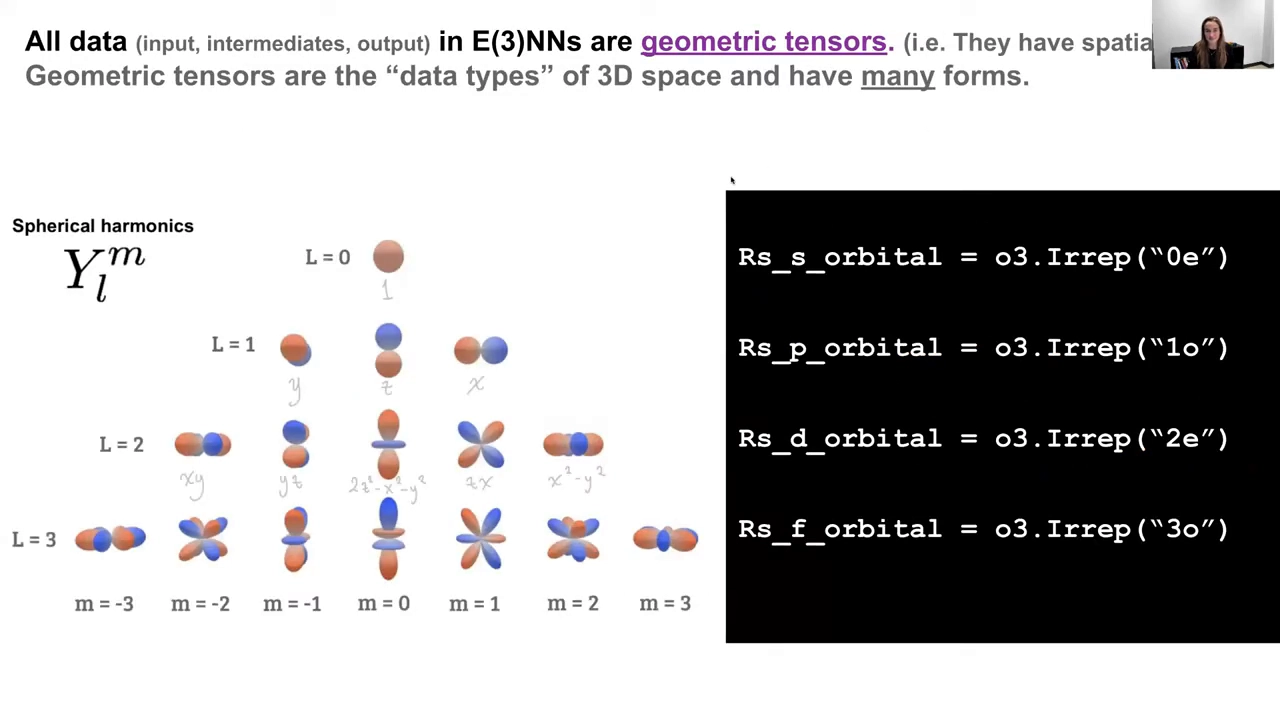 All data (input, intermediates, output) in E(3)NNs are geometric tensors. (i.e. They have spatia
Geometric tensors are the “data types” of 3D space and have many forms.
Spherical harmonics
Y_l^m
L = 0
1
L = 1
y z x
L = 2
xy yz 2z²-x²-y² zx x²-y²
L = 3
m = -3 m = -2 m = -1 m = 0 m = 1 m = 2 m = 3
Rs_s_orbital = o3.Irrep(“0e”)
Rs_p_orbital = o3.Irrep(“1o”)
Rs_d_orbital = o3.Irrep(“2e”)
Rs_f_orbital = o3.Irrep(“3o”)